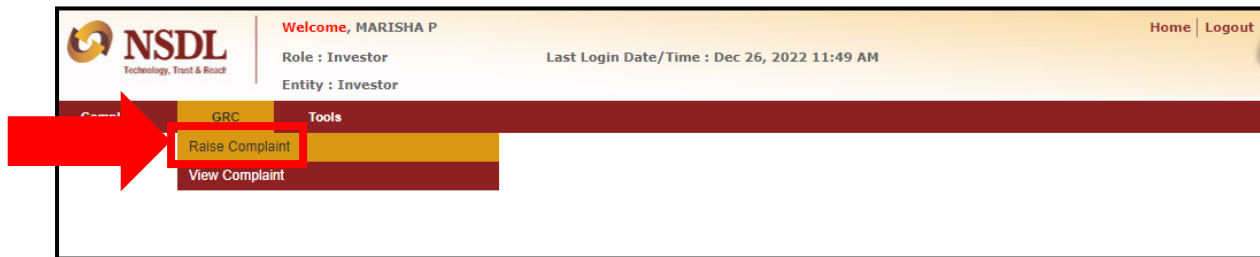 NSDL
Technology, Trust & Reach
Welcome, MARISHA P
Home | Logout
Role : Investor
Last Login Date/Time : Dec 26, 2022 11:49 AM
Entity : Investor
GRC
Tools
Raise Complaint
View Complaint